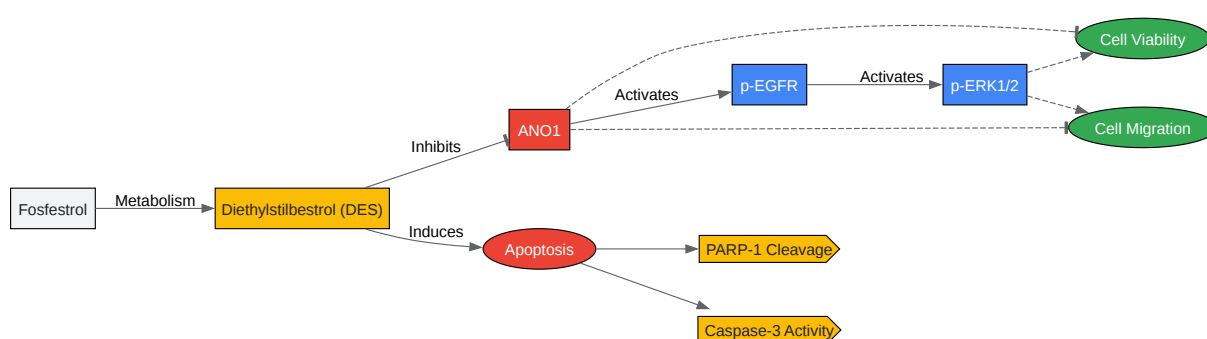 Cell Viability
Activates
p-EGFR
p-ERK1/2
Activates
ANO1
Cell Migration
Inhibits
Metabolism
Fosfestrol
Diethylstilbestrol (DES)
Induces
Apoptosis
PARP-1 Cleavage
Caspase-3 Activity